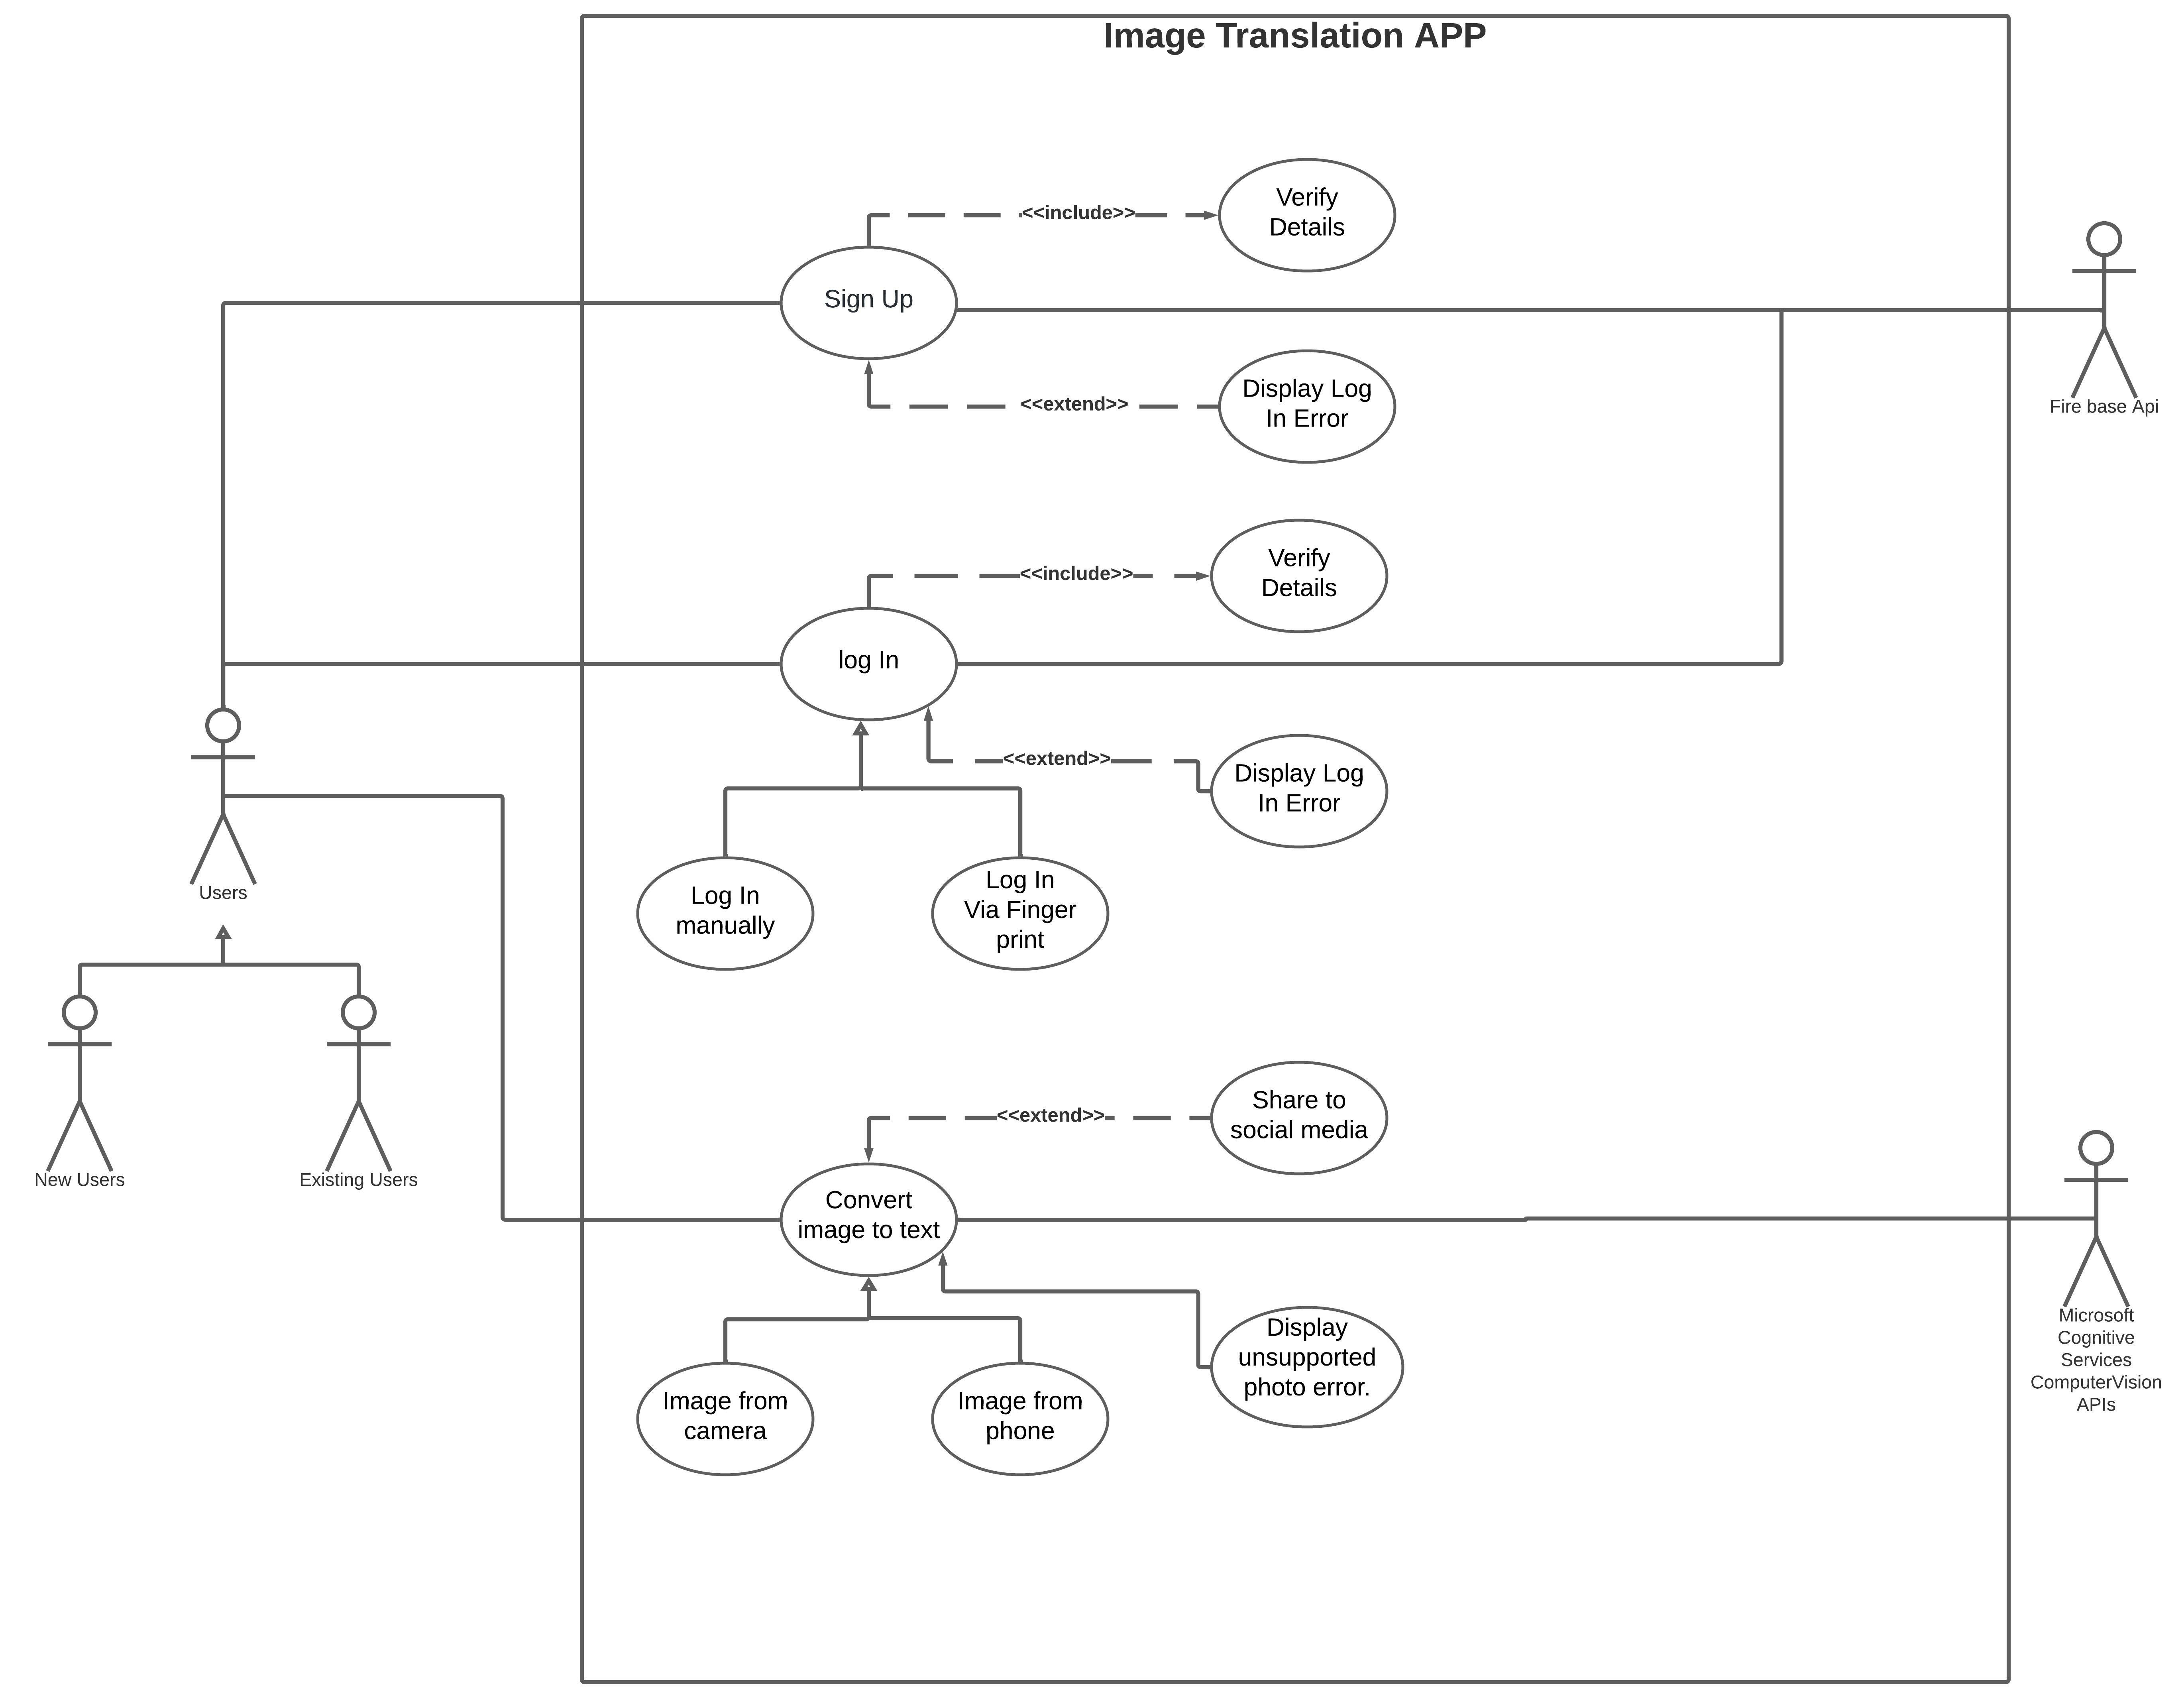 Image Translation APP
Verify
Details
<<include>>
Sign Up
Display Log
In Error
<<extend>>
Fire base Api
Verify
Details
<<include>>
log In
<<extend>>
Display Log
In Error
Log In
manually
Log In
Via Finger
print
Users
New Users
Existing Users
Share to
social media
<<extend>>
Convert
image to text
Display
unsupported
photo error.
Image from
camera
Image from
phone
Microsoft
Cognitive
Services
ComputerVision
APIs